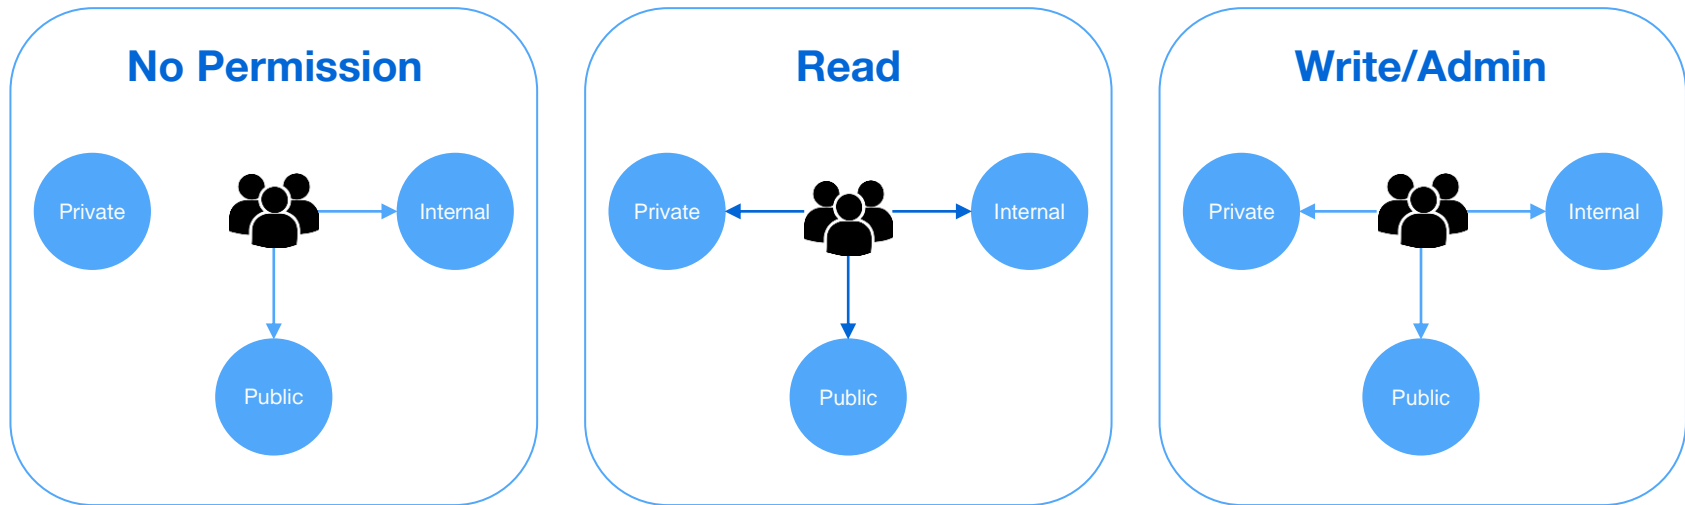 No Permission
Private
Internal
Public
Read
Private
Internal
Public
Write/Admin
Private
Internal
Public